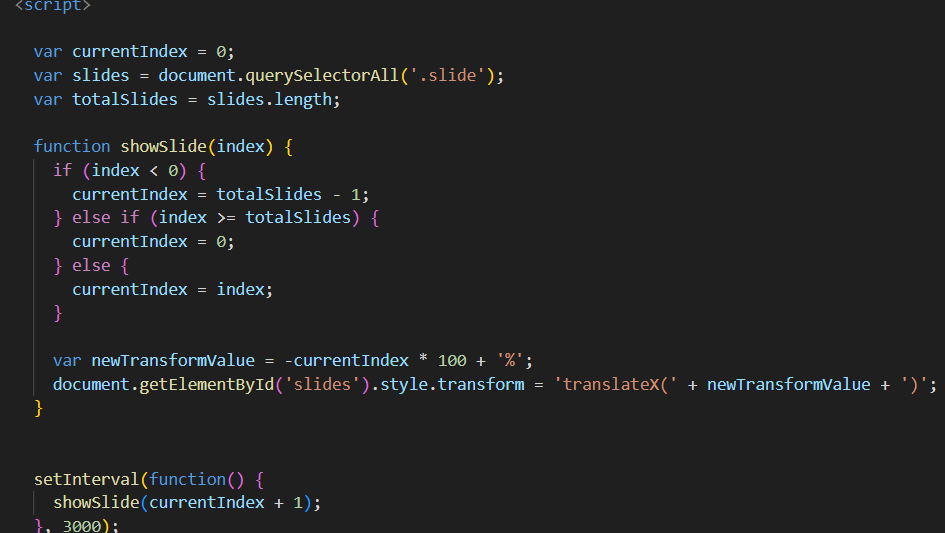 <script>
var currentIndex = 0;
var slides = document.querySelectorAll('.slide');
var totalSlides = slides.length;
function showSlide(index) {
if (index < 0) {
currentIndex = totalSlides - 1;
} else if (index >= totalSlides) {
currentIndex = 0;
} else {
currentIndex = index;
}
var newTransformValue = -currentIndex * 100 + '%';
document.getElementById('slides').style.transform = 'translateX(' + newTransformValue + ')';
}
setInterval(function() {
showSlide(currentIndex + 1);
}, 3000);